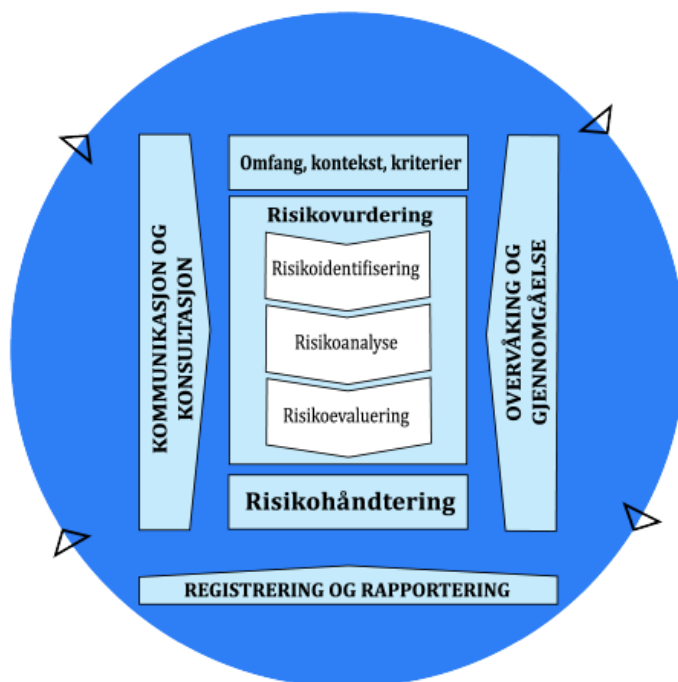 Omfang, kontekst, kriterier
Risikovurdering
Risikoidentifisering
Risikoanalyse
Risikoevaluering
Risikohåndtering
KOMMUNIKASJON OG
KONSULTASJON
OVERVÅKING OG
GJENNOMGÅELSE
REGISTRERING OG RAPPORTERING